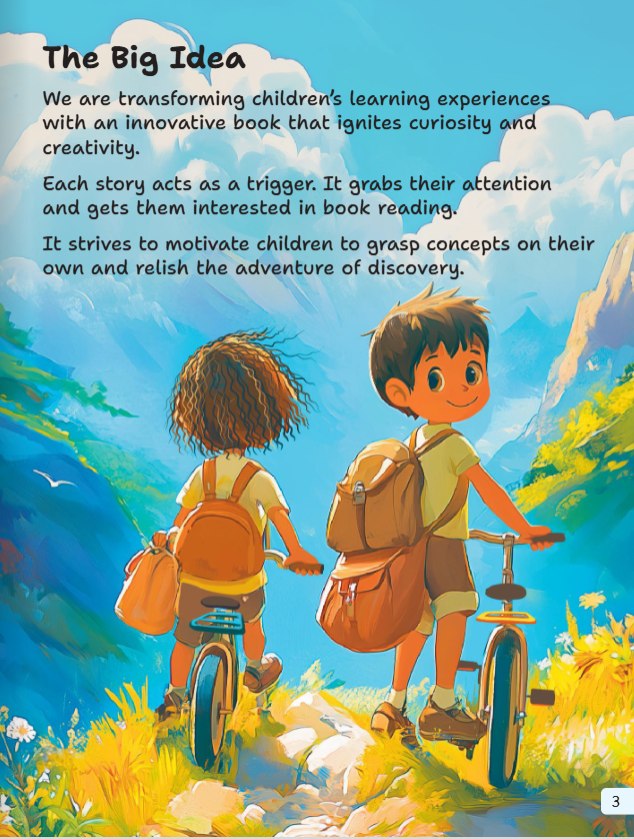 The Big Idea
We are transforming children's learning experiences
with an innovative book that ignites curiosity and
creativity.
Each story acts as a trigger. It grabs their attention
and gets them interested in book reading.
It strives to motivate children to grasp concepts on their
own and relish the adventure of discovery.
3